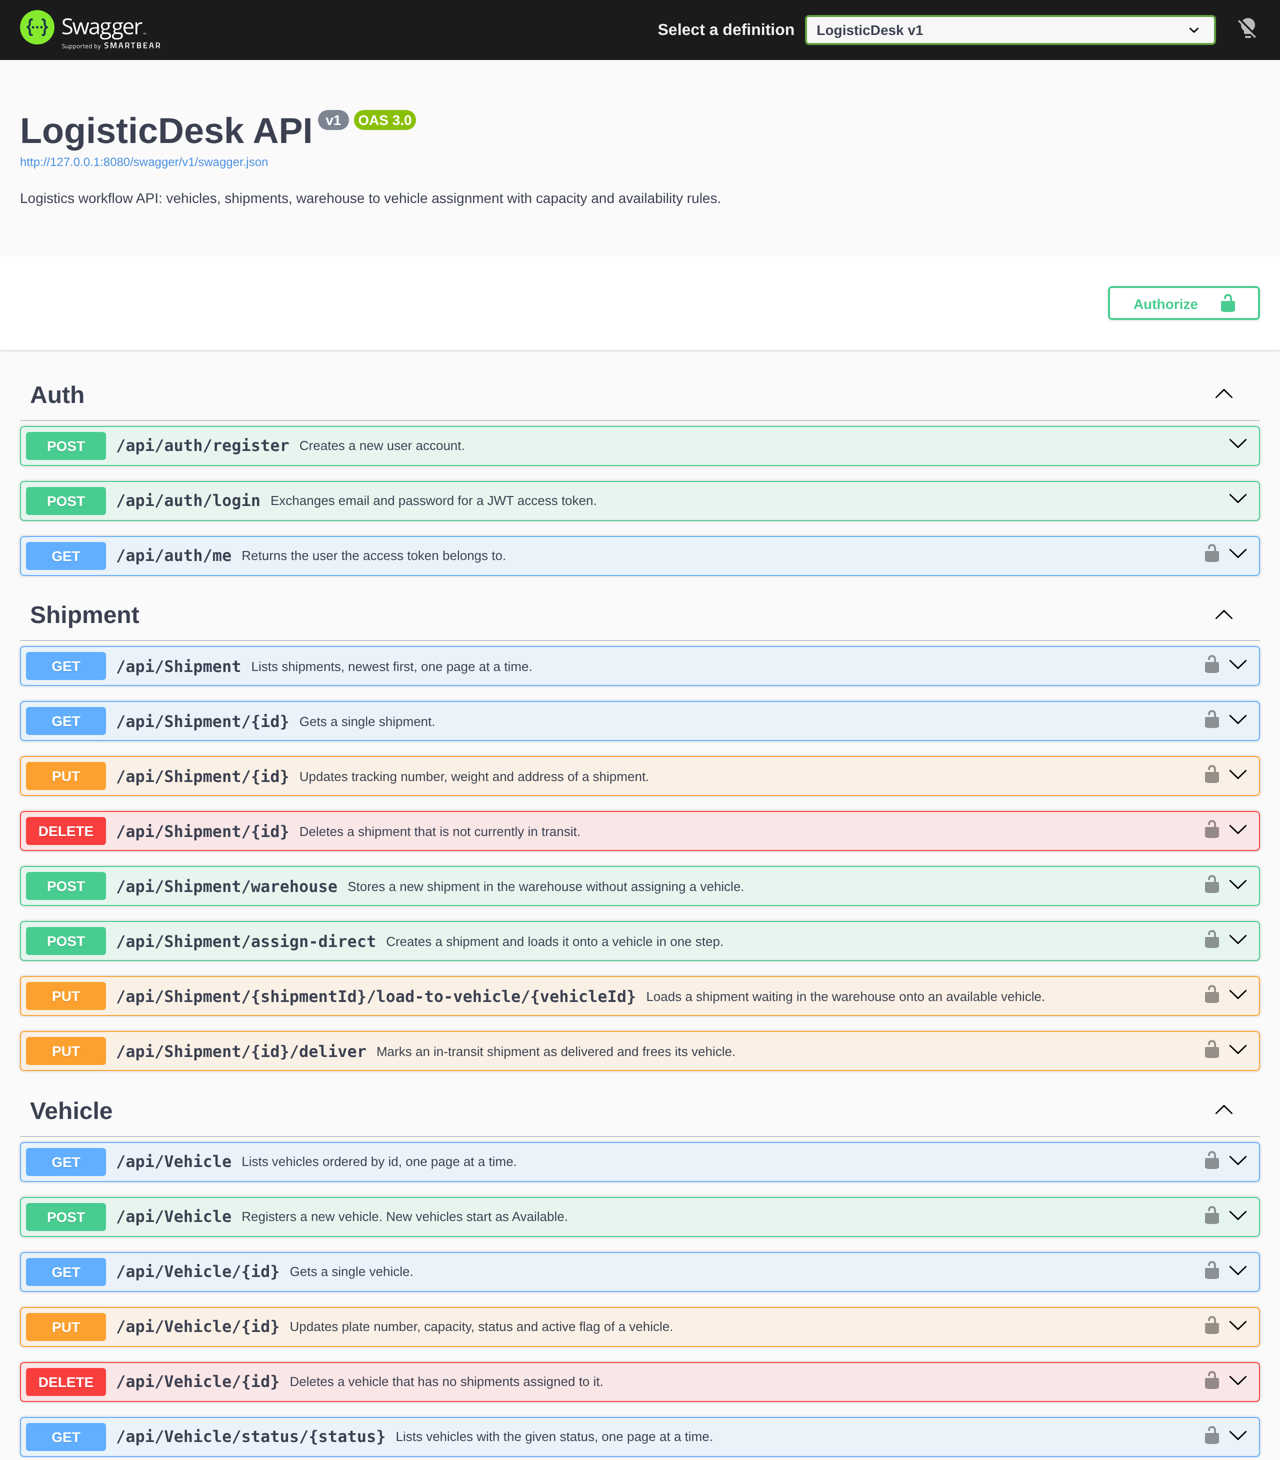 Swagger
Supported by SMARTBEAR
Select a definition
LogisticDesk v1
LogisticDesk API v1 OAS 3.0
http://127.0.0.1:8080/swagger/v1/swagger.json
Logistics workflow API: vehicles, shipments, warehouse to vehicle assignment with capacity and availability rules.
Authorize
Auth
POST /api/auth/register Creates a new user account.
POST /api/auth/login Exchanges email and password for a JWT access token.
GET /api/auth/me Returns the user the access token belongs to.
Shipment
GET /api/Shipment Lists shipments, newest first, one page at a time.
GET /api/Shipment/{id} Gets a single shipment.
PUT /api/Shipment/{id} Updates tracking number, weight and address of a shipment.
DELETE /api/Shipment/{id} Deletes a shipment that is not currently in transit.
POST /api/Shipment/warehouse Stores a new shipment in the warehouse without assigning a vehicle.
POST /api/Shipment/assign-direct Creates a shipment and loads it onto a vehicle in one step.
PUT /api/Shipment/{shipmentId}/load-to-vehicle/{vehicleId} Loads a shipment waiting in the warehouse onto an available vehicle.
PUT /api/Shipment/{id}/deliver Marks an in-transit shipment as delivered and frees its vehicle.
Vehicle
GET /api/Vehicle Lists vehicles ordered by id, one page at a time.
POST /api/Vehicle Registers a new vehicle. New vehicles start as Available.
GET /api/Vehicle/{id} Gets a single vehicle.
PUT /api/Vehicle/{id} Updates plate number, capacity, status and active flag of a vehicle.
DELETE /api/Vehicle/{id} Deletes a vehicle that has no shipments assigned to it.
GET /api/Vehicle/status/{status} Lists vehicles with the given status, one page at a time.